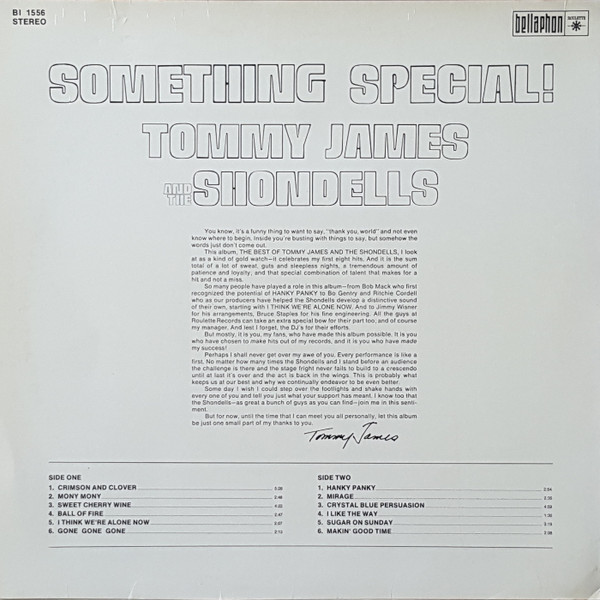 BI 1556
STEREO
bellaphon
ROULETTE
SOMETHING SPECIAL!
TOMMY JAMES
AND THE SHONDELLS
You know, it's a funny thing to want to say, "thank you, world" and not even
know where to begin. Inside you're busting with things to say, but somehow the
words just don't come out.
This album, THE BEST OF TOMMY JAMES AND THE SHONDELLS, I look
at as a kind of gold watch—it celebrates my first eight hits. And it is the sum
total of a lot of sweat, guts and sleepless nights, a tremendous amount of
patience and loyalty; and that special combination of talent that makes for a
hit and not a miss.
So many people have played a role in this album—from Bob Mack who first
recognized the potential of HANKY PANKY to Bo Gentry and Ritchie Cordell
who as our producers have helped the Shondells develop a distinctive sound
of their own, starting with I THINK WE'RE ALONE NOW. And to Jimmy Wisner
for his arrangements, Bruce Staples for his fine engineering. All the guys at
Roulette Records can take an extra special bow for their part too; and of course
my manager. And lest I forget, the DJ's for their efforts.
But mostly, it is you, my fans, who have made this album possible. It is you
who have chosen to make hits out of my records, and it is you who have made
my success!
Perhaps I shall never get over my awe of you. Every performance is like a
first. No matter how many times the Shondells and I stand before an audience
the challenge is there and the stage fright never fails to build to a crescendo
until at last it's over and the act is back in the wings. This is probably what
keeps us at our best and why we continually endeavor to be even better.
Some day I wish I could step over the footlights and shake hands with
every one of you and tell you just what your support has meant. I know too that
the Shondells—as great a bunch of guys as you can find—join me in this senti-
ment.
But for now, until the time that I can meet you all personally, let this album
be just one small part of my thanks to you.
Tommy James
SIDE ONE
1. CRIMSON AND CLOVER
2. MONY MONY
3. SWEET CHERRY WINE
4. BALL OF FIRE
5. I THINK WE'RE ALONE NOW
6. GONE GONE GONE
SIDE TWO
1. HANKY PANKY
2. MIRAGE
3. CRYSTAL BLUE PERSUASION
4. I LIKE THE WAY
5. SUGAR ON SUNDAY
6. MAKIN' GOOD TIME